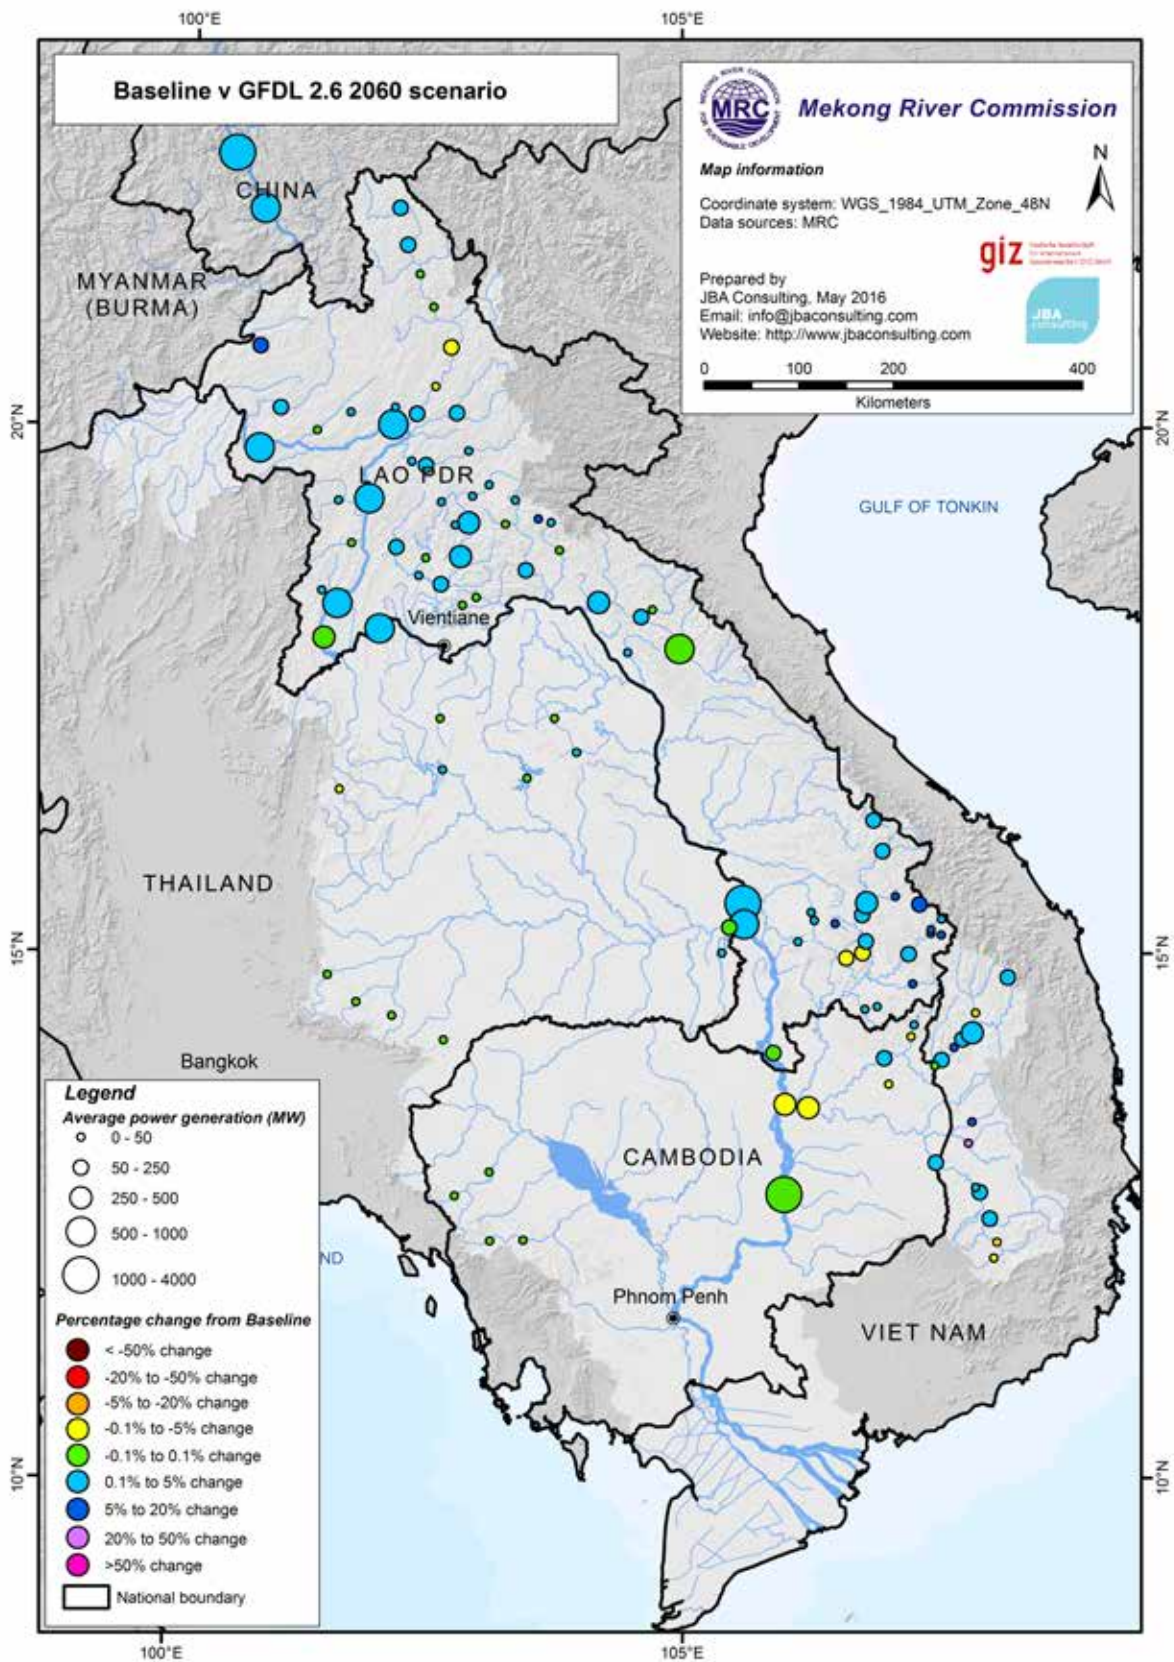 100°E
105°E
Baseline v GFDL 2.6 2060 scenario
MEKONG RIVER COMMISSION
FOR SUSTAINABLE DEVELOPMENT
MRC
Mekong River Commission
Map information
N
Coordinate system: WGS_1984_UTM_Zone_48N
Data sources: MRC
giz
Prepared by
JBA Consulting, May 2016
Email: info@jbaconsulting.com
Website: http://www.jbaconsulting.com
JBA
consulting
0 100 200 400
Kilometers
CHINA
MYANMAR
(BURMA)
20°N
20°N
LAO PDR
GULF OF TONKIN
Vientiane
THAILAND
15°N
15°N
Bangkok
CAMBODIA
ND
Phnom Penh
VIET NAM
10°N
10°N
Legend
Average power generation (MW)
0 - 50
50 - 250
250 - 500
500 - 1000
1000 - 4000
Percentage change from Baseline
< -50% change
-20% to -50% change
-5% to -20% change
-0.1% to -5% change
-0.1% to 0.1% change
0.1% to 5% change
5% to 20% change
20% to 50% change
>50% change
National boundary
100°E
105°E